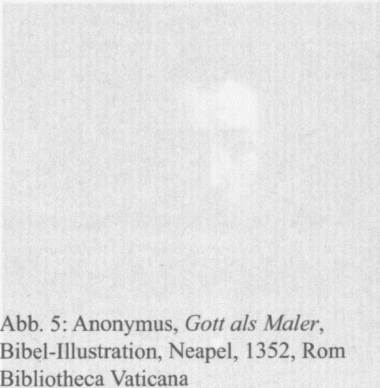 Abb. 5: Anonymus, Gott als Maler,
Bibel-Illustration, Neapel, 1352, Rom
Bibliotheca Vaticana